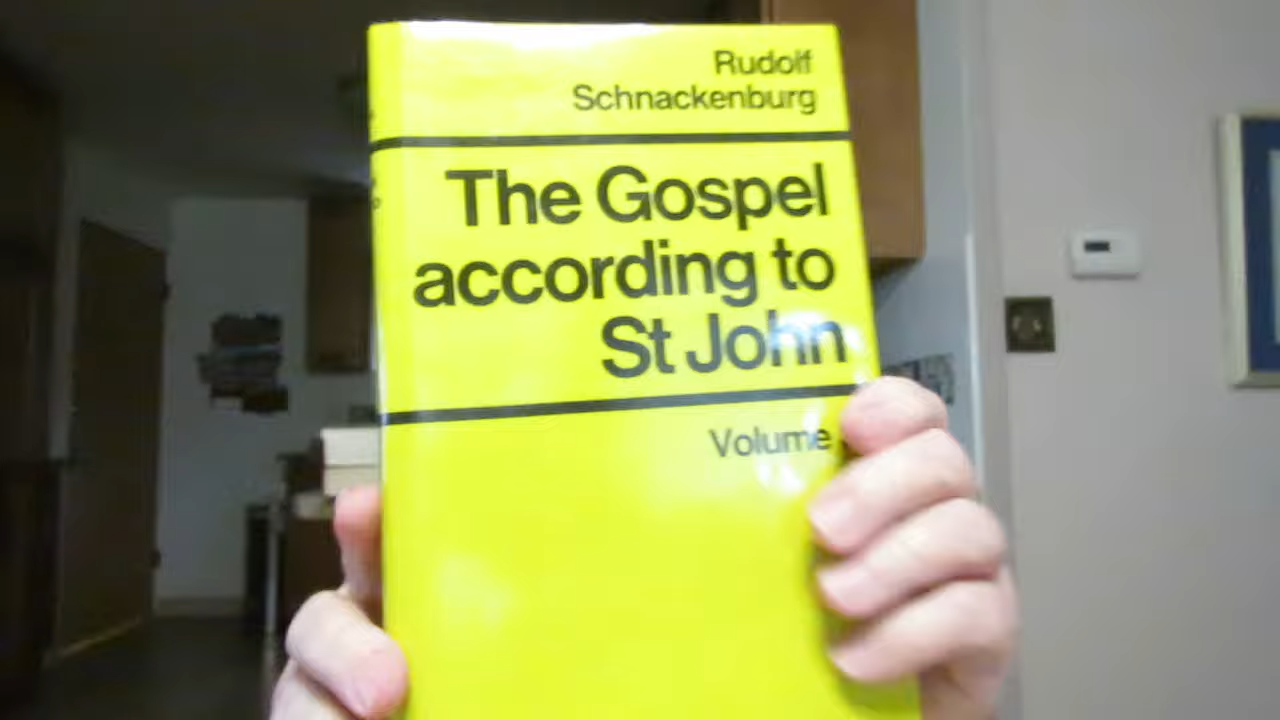 Rudolf
Schnackenburg
The Gospel
according to
St John
Volume